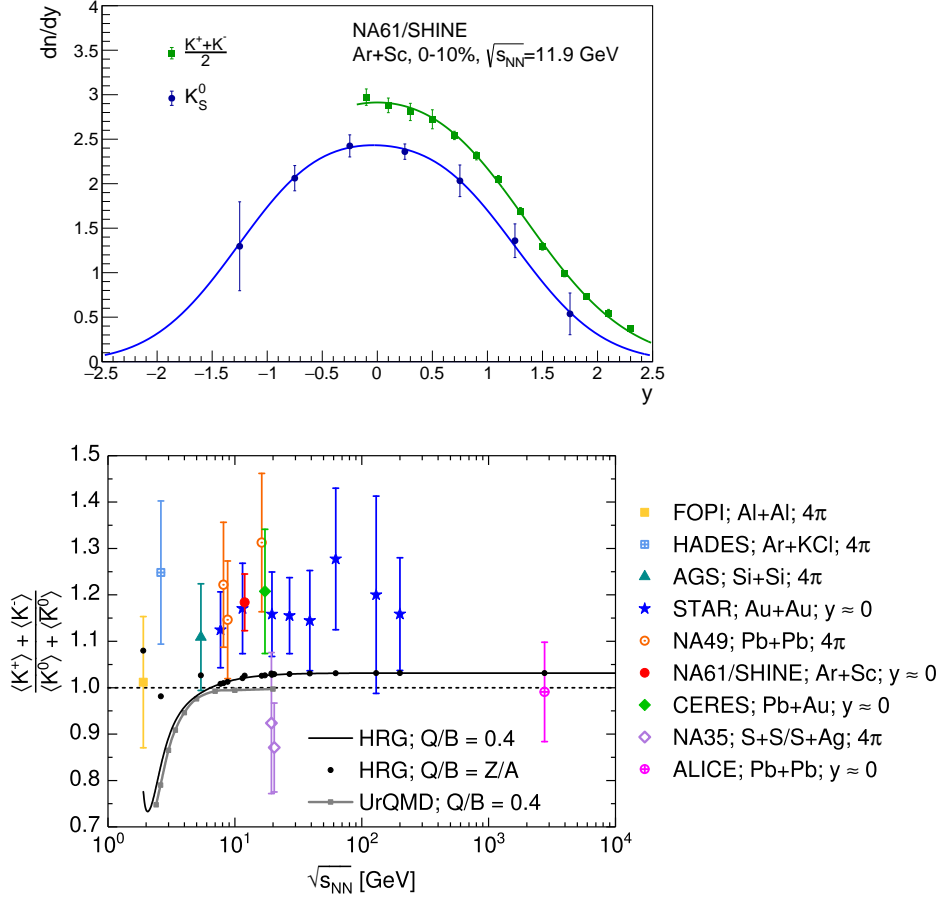 dn/dy
4
3.5
3
2.5
2
1.5
1
0.5
0
NA61/SHINE
Ar+Sc, 0-10%, √s_NN=11.9 GeV
K⁺+K⁻
2
K⁰_S
−2.5 −2 −1.5 −1 −0.5 0 0.5 1 1.5 2 2.5
y
⟨K⁺⟩ + ⟨K⁻⟩
⟨K⁰⟩ + ⟨K̅⁰⟩
1.5
1.4
1.3
1.2
1.1
1.0
0.9
0.8
0.7
HRG; Q/B = 0.4
HRG; Q/B = Z/A
UrQMD; Q/B = 0.4
10⁰ 10¹ 10² 10³ 10⁴
√s_NN [GeV]
FOPI; Al+Al; 4π
HADES; Ar+KCl; 4π
AGS; Si+Si; 4π
STAR; Au+Au; y ≈ 0
NA49; Pb+Pb; 4π
NA61/SHINE; Ar+Sc; y ≈ 0
CERES; Pb+Au; y ≈ 0
NA35; S+S/S+Ag; 4π
ALICE; Pb+Pb; y ≈ 0